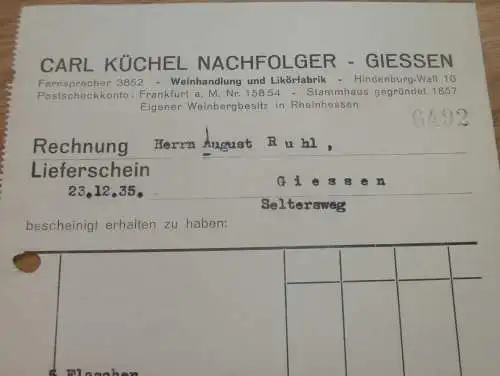 CARL KÜCHEL NACHFOLGER - GIESSEN
Fernsprecher 3852 - Weinhandlung und Likörfabrik - Hindenburg-Wall 10
Postscheckkonto: Frankfurt a. M. Nr. 15854 - Stammhaus gegründet 1857
Eigener Weinbergbesitz in Rheinhessen
6492
Rechnung Herrn August Ruhl,
Lieferschein
23.12.35. Giessen
Seltersweg
bescheinigt erhalten zu haben:
5 Flaschen